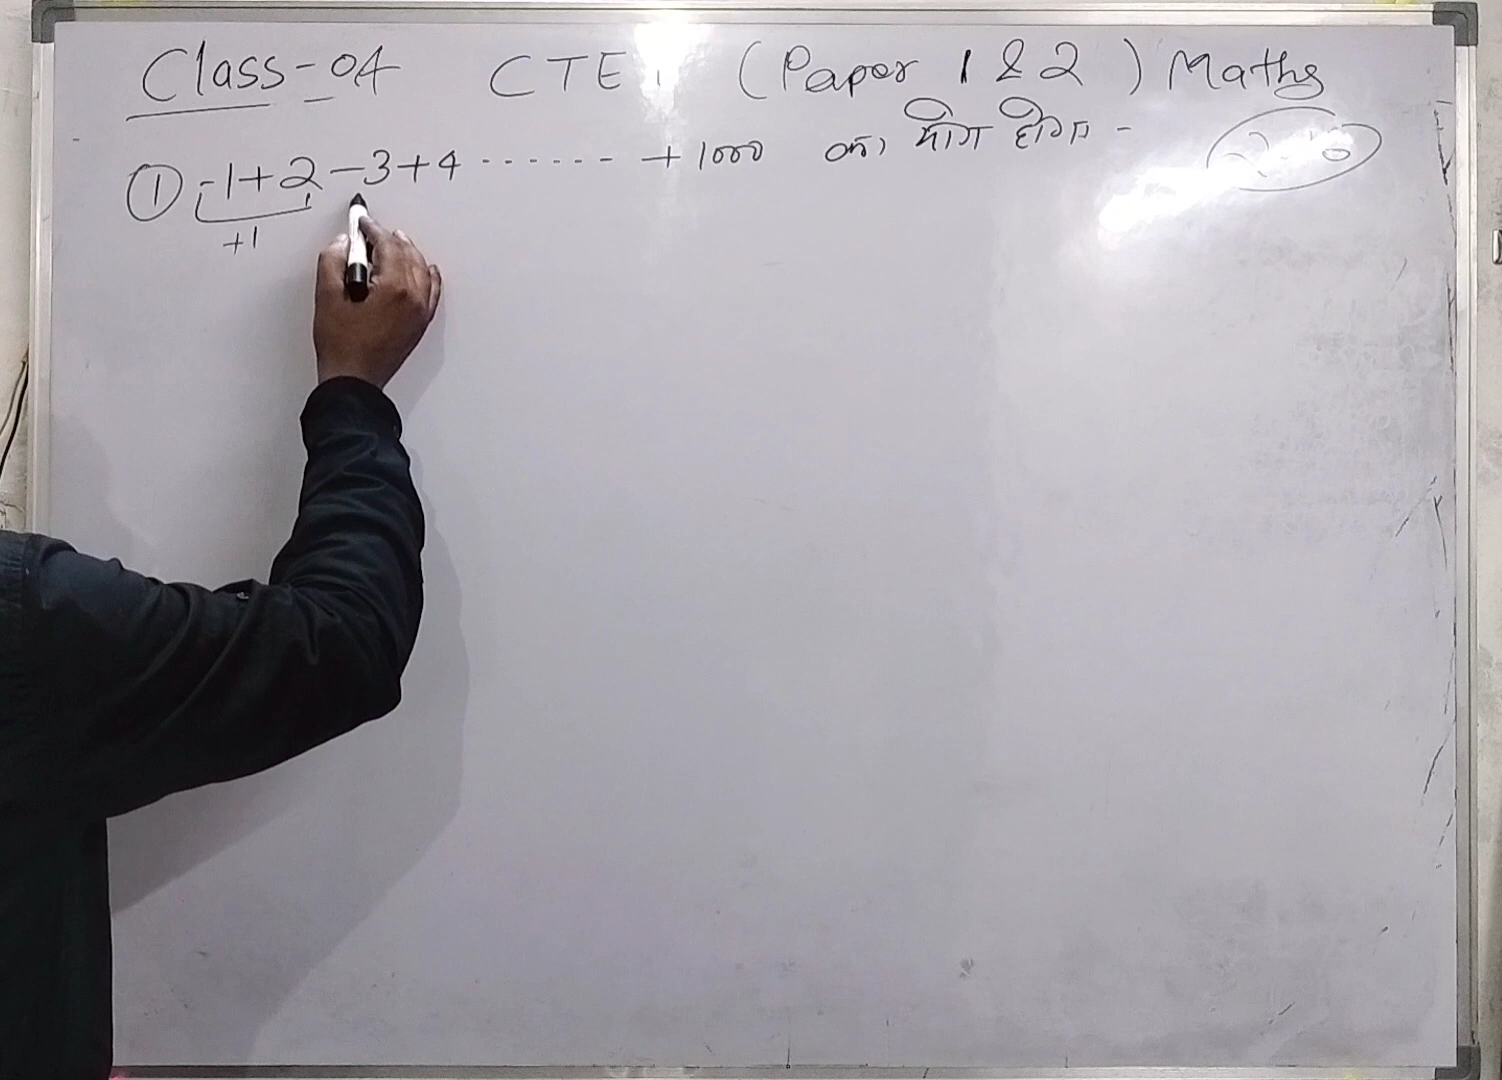 Class-04 CTET (Paper 1 & 2) Maths
① -1+2-3+4 ------ +1000 का योग होगा -
+1